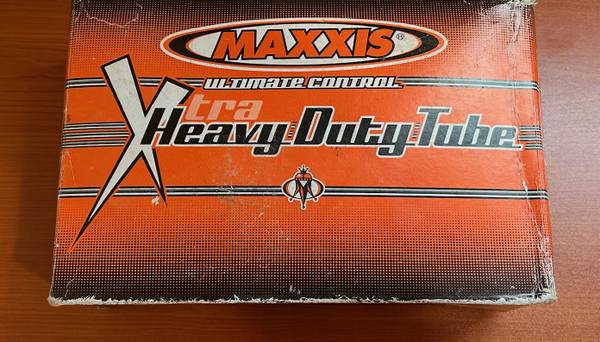 MAXXIS®
ULTIMATE CONTROL
Xtra
Heavy Duty Tube
M